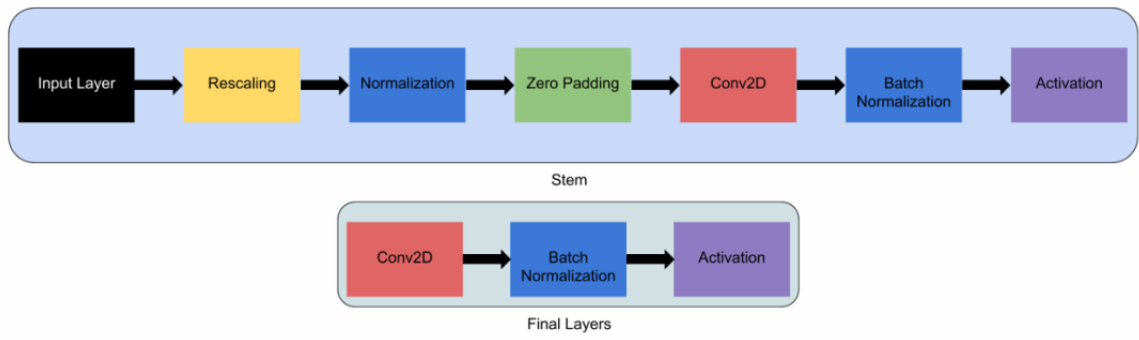 Input Layer
Rescaling
Normalization
Zero Padding
Conv2D
Batch
Normalization
Activation
Stem
Conv2D
Batch
Normalization
Activation
Final Layers